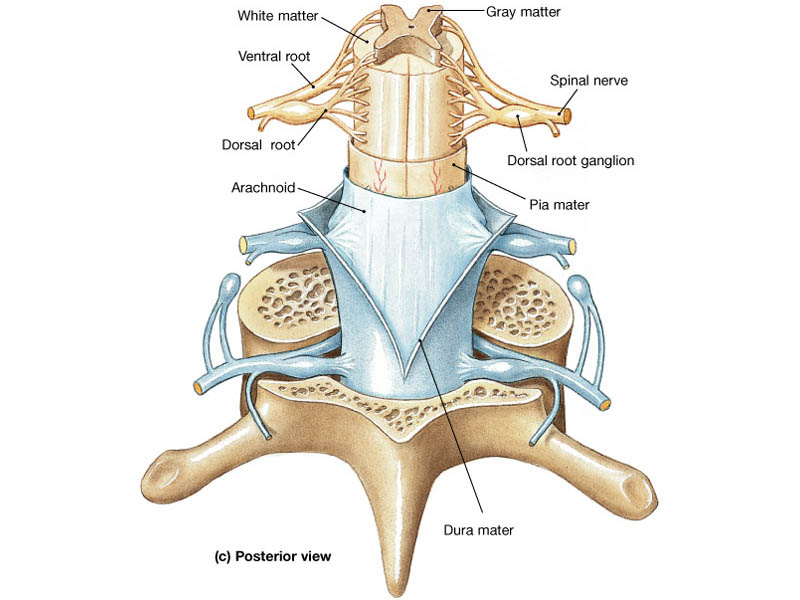 White matter
Gray matter
Ventral root
Spinal nerve
Dorsal root
Dorsal root ganglion
Arachnoid
Pia mater
Dura mater
(c) Posterior view